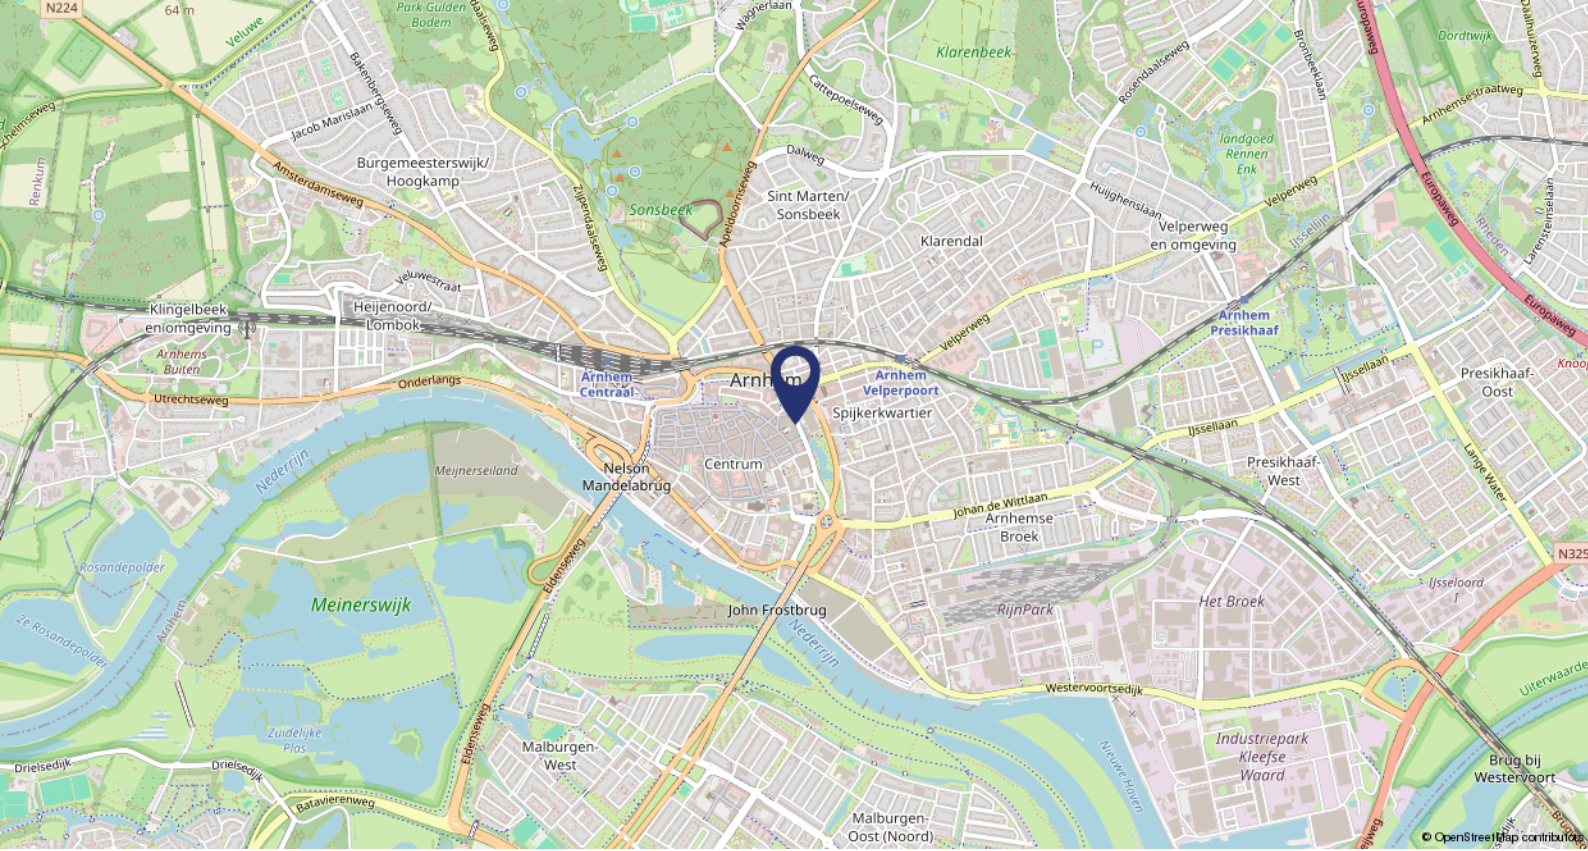 N224
64 m
Veluwe
Park Gulden
Bodem
Wagnerlaan
Klarenbeek
Dordtwijk
Europaweg
Bronbeeklaan
Rosendaalseweg
Cattepoelseweg
Bakenbergseweg
Jacob Marislaan
Arnhemsestraatweg
Dalweg
landgoed
Rennen
Enk
Burgemeesterswijk/
Hoogkamp
Amsterdamseweg
Zijpendaalseweg
Apeldoornseweg
Sonsbeek
Sint Marten/
Sonsbeek
Huijghenslaan
Velperweg
Renkum
Europaweg
Rheden
Larensteinselaan
Klarendal
Velperweg
en omgeving
IJssellijn
Veluwestraat
Klingelbeek
en omgeving
Heijenoord/
Lombok
Arnhem
Presikhaaf
Europaweg
Velperweg
P
Arnhems
Buiten
Arnhem
Centraal
Arnhem
Arnhem
Velperpoort
IJssellaan
Presikhaaf-
Oost
Onderlangs
Utrechtseweg
Spijkerkwartier
IJssellaan
Nederrijn
Meijnerseiland
Nelson
Mandelabrug
Centrum
Presikhaaf-
West
Lange Water
Johan de Wittlaan
Arnhemse
Broek
N325
Rosandepolder
Eldenseweg
IJsseloord
I
Meinerswijk
John Frostbrug
RijnPark
Het Broek
2e Rosandepolder
Arnhem
Nederrijn
Westervoortsedijk
Eldenseweg
Zuidelijke
Plas
Malburgen-
West
Nieuwe Haven
Industriepark
Kleefse
Waard
Brug bij
Westervoort
Drielsedijk
Drielsedijk
Batavierenweg
Malburgen-
Oost (Noord)
© OpenStreetMap contributors